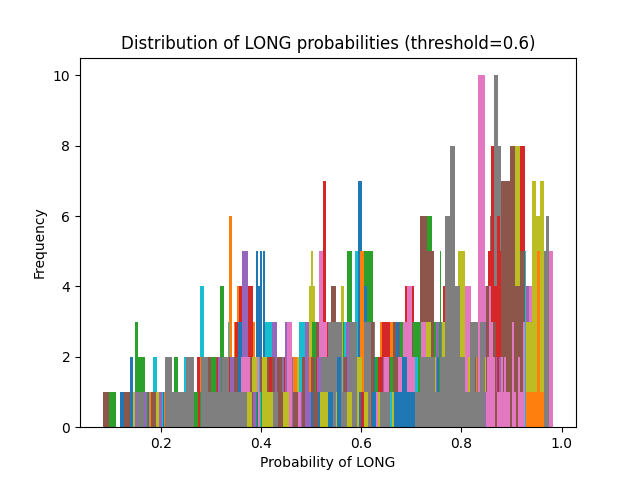 Distribution of LONG probabilities (threshold=0.6)
10
8
6
4
2
0
Frequency
0.2 0.4 0.6 0.8 1.0
Probability of LONG